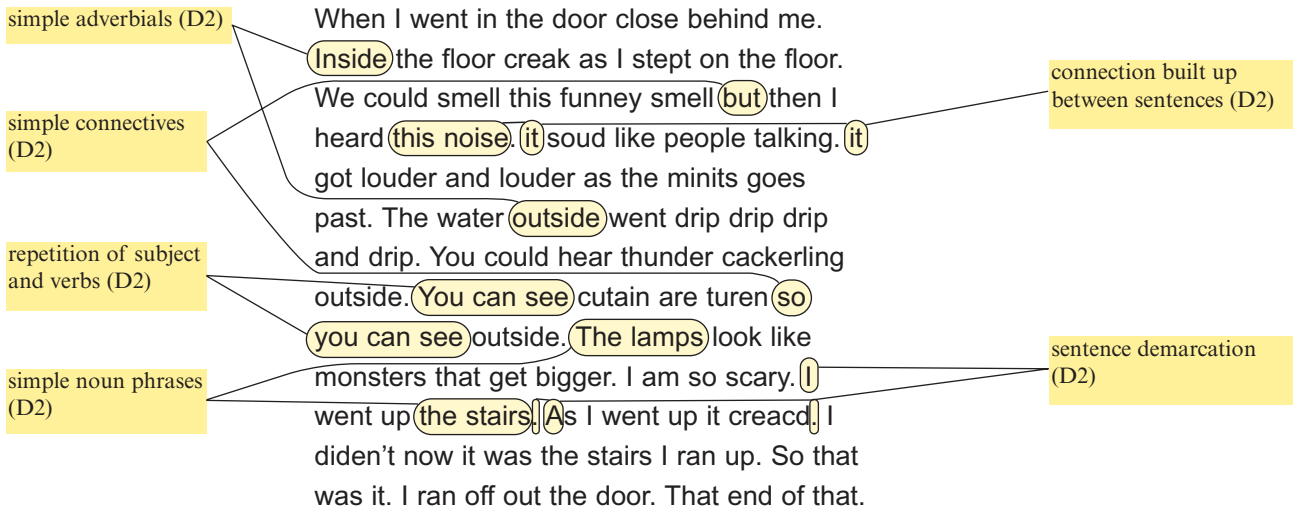 simple adverbials (D2)
simple connectives
(D2)
repetition of subject
and verbs (D2)
simple noun phrases
(D2)
When I went in the door close behind me.
Inside the floor creak as I stept on the floor.
We could smell this funney smell but then I
heard this noise. it soud like people talking. it
got louder and louder as the minits goes
past. The water outside went drip drip drip
and drip. You could hear thunder cackerling
outside. You can see cutain are turen so
you can see outside. The lamps look like
monsters that get bigger. I am so scary. I
went up the stairs. As I went up it creacd. I
diden't now it was the stairs I ran up. So that
was it. I ran off out the door. That end of that.
connection built up
between sentences (D2)
sentence demarcation
(D2)